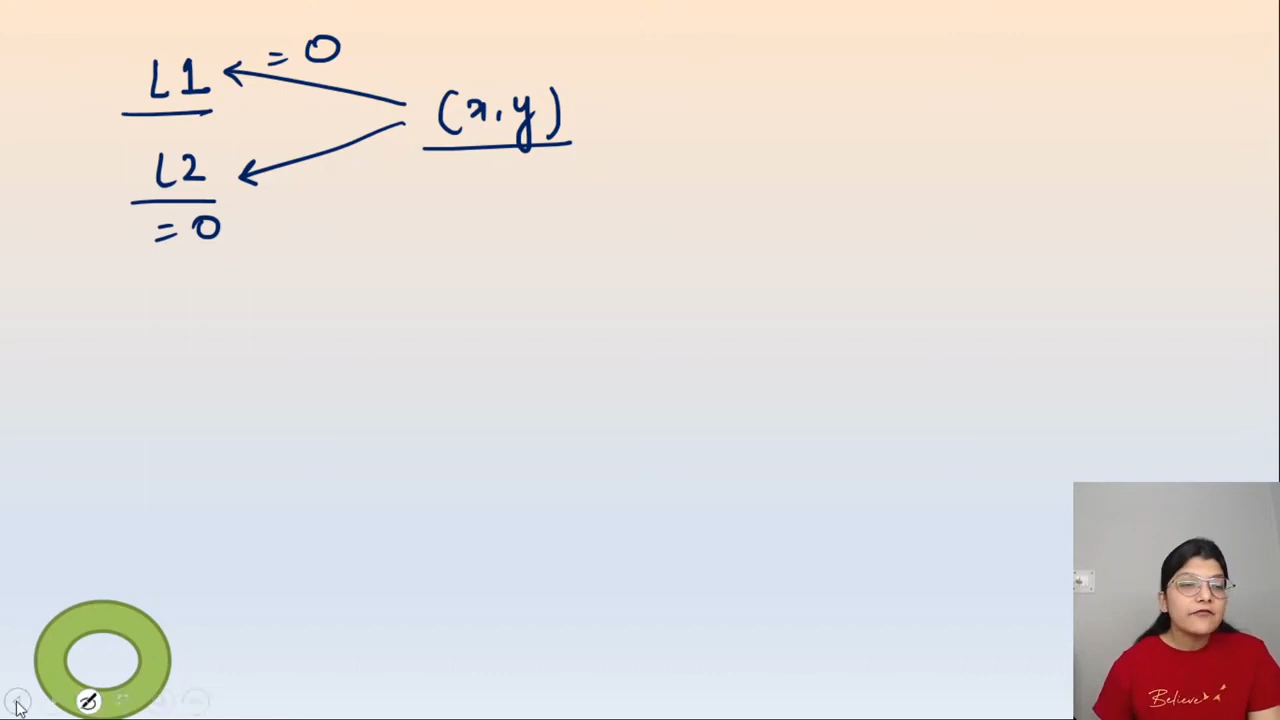 L1 = 0
(x,y)
L2
= 0
Believe